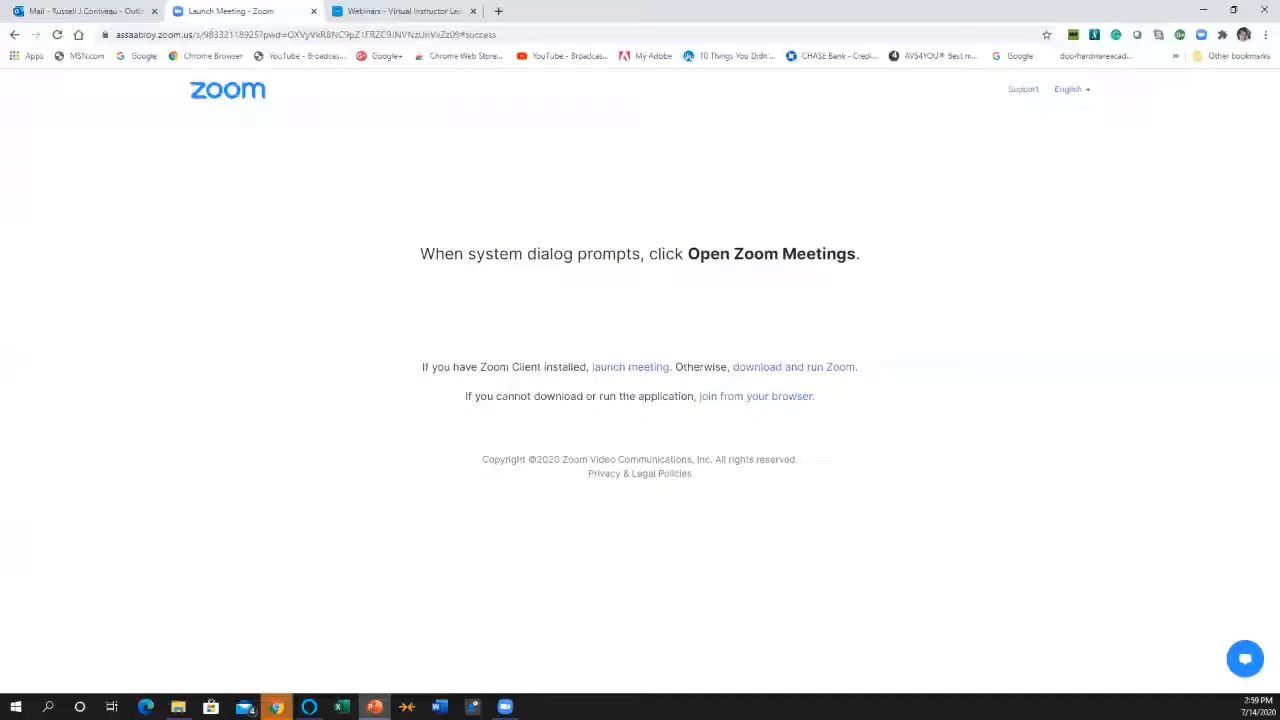 Mail - Russell J.Corriveau - Outl
Launch Meeting - Zoom
Webinars - Virtual Instructor Le
Apps
MSN.com
Google
Chrome Browser
YouTube - Broadcas...
Google+
Chrome Web Store...
YouTube - Broadcas...
My Adobe
10 Things You Didn'...
CHASE Bank - Credi...
AVS4YOU® Best m...
Google
doorhardwareacad...
Other bookmarks
zoom
Support
English
When system dialog prompts, click Open Zoom Meetings.
If you have Zoom Client installed, launch meeting. Otherwise, download and run Zoom.
If you cannot download or run the application, join from your browser.
Copyright ©2020 Zoom Video Communications, Inc. All rights reserved.
Privacy & Legal Policies
2:59 PM
7/14/2020